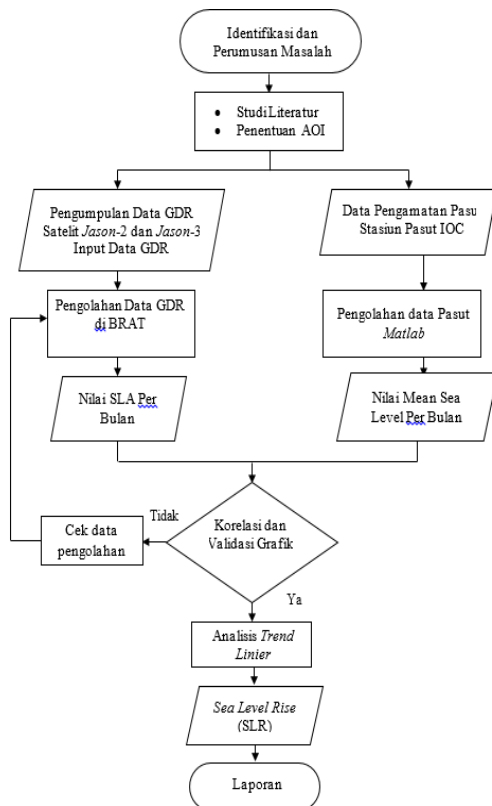 Identifikasi dan
Perumusan Masalah
• Studi Literatur
• Penentuan AOI
Pengumpulan Data GDR
Satelit Jason-2 dan Jason-3
Input Data GDR
Data Pengamatan Pasu
Stasiun Pasut IOC
Pengolahan Data GDR
di BRAT
Pengolahan data Pasut
Matlab
Nilai SLA Per
Bulan
Nilai Mean Sea
Level Per Bulan
Cek data
pengolahan
Tidak
Korelasi dan
Validasi Grafik
Ya
Analisis Trend
Linier
Sea Level Rise
(SLR)
Laporan